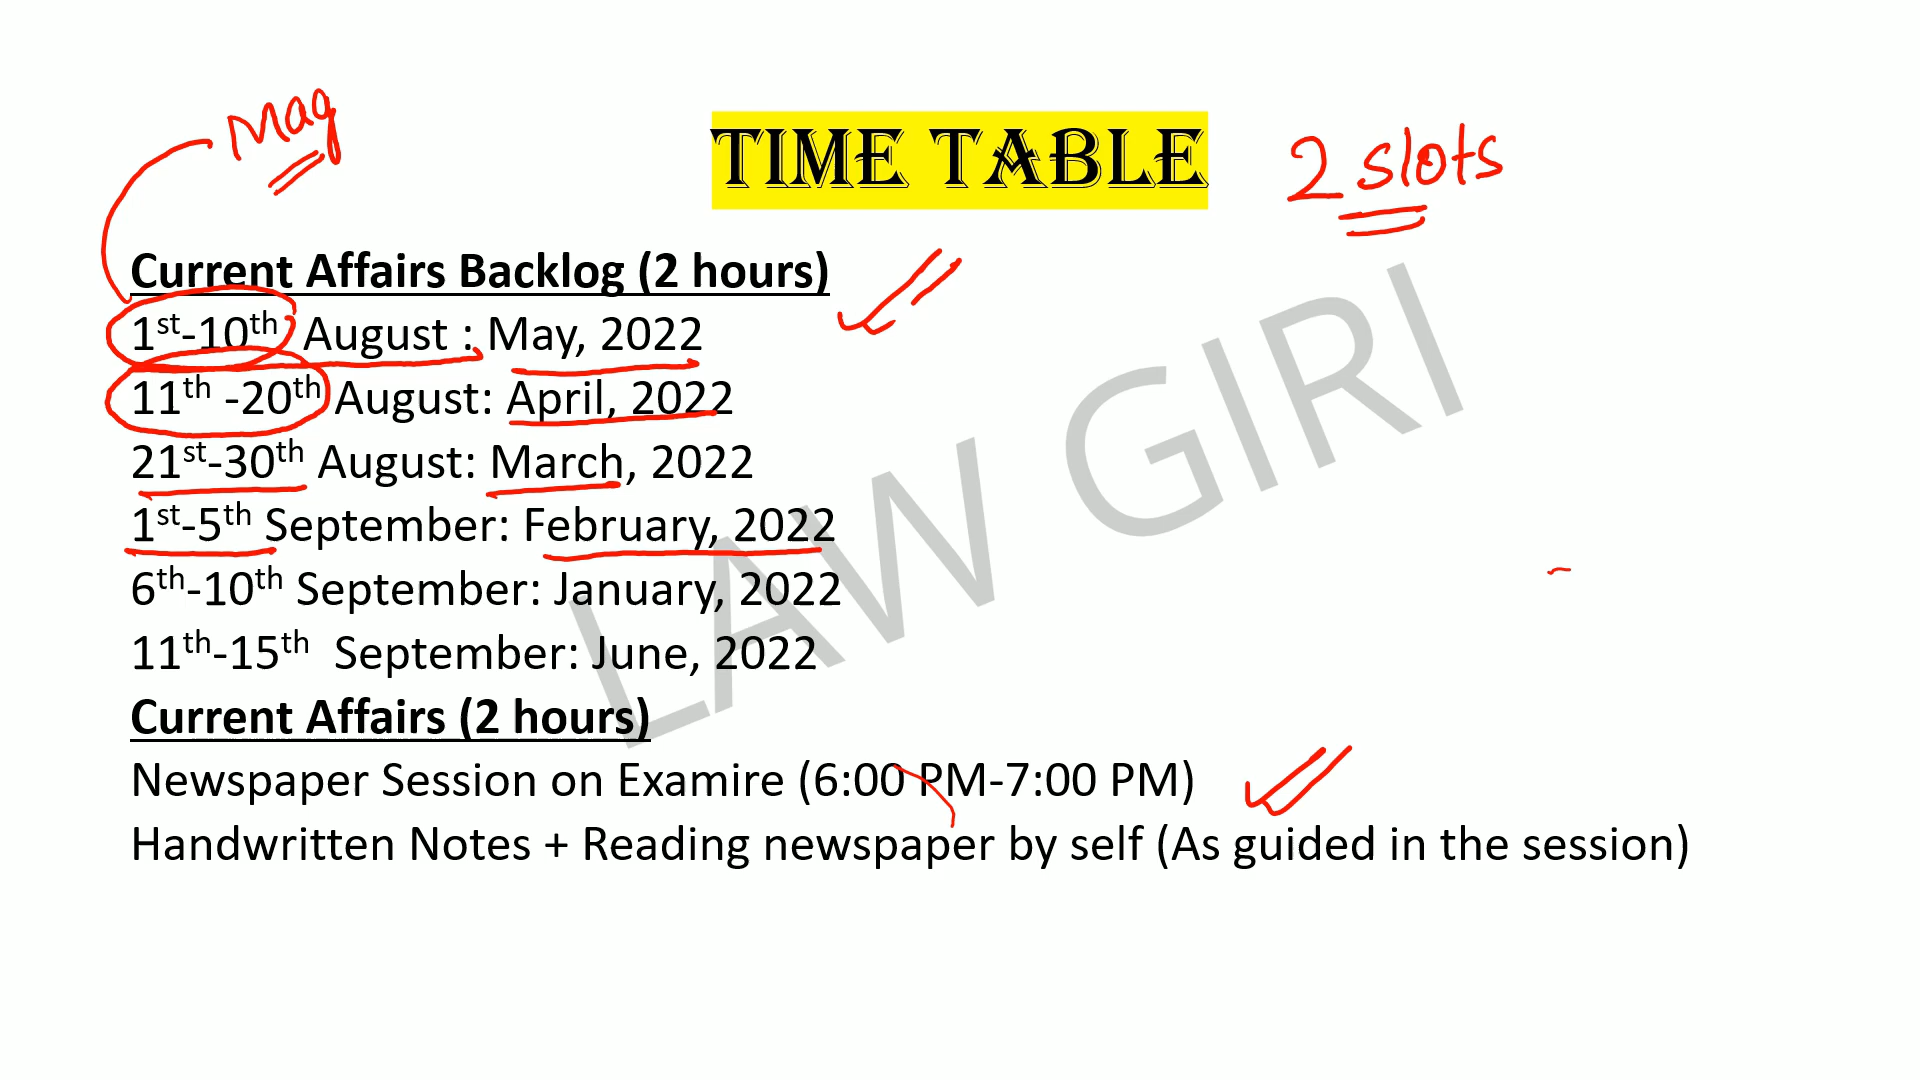 Mag
TIME TABLE
2 slots
Current Affairs Backlog (2 hours)
1st-10th August : May, 2022
11th -20th August: April, 2022
21st-30th August: March, 2022
1st-5th September: February, 2022
6th-10th September: January, 2022
11th-15th September: June, 2022
Current Affairs (2 hours)
Newspaper Session on Examire (6:00 PM-7:00 PM)
Handwritten Notes + Reading newspaper by self (As guided in the session)
LAW GIRI